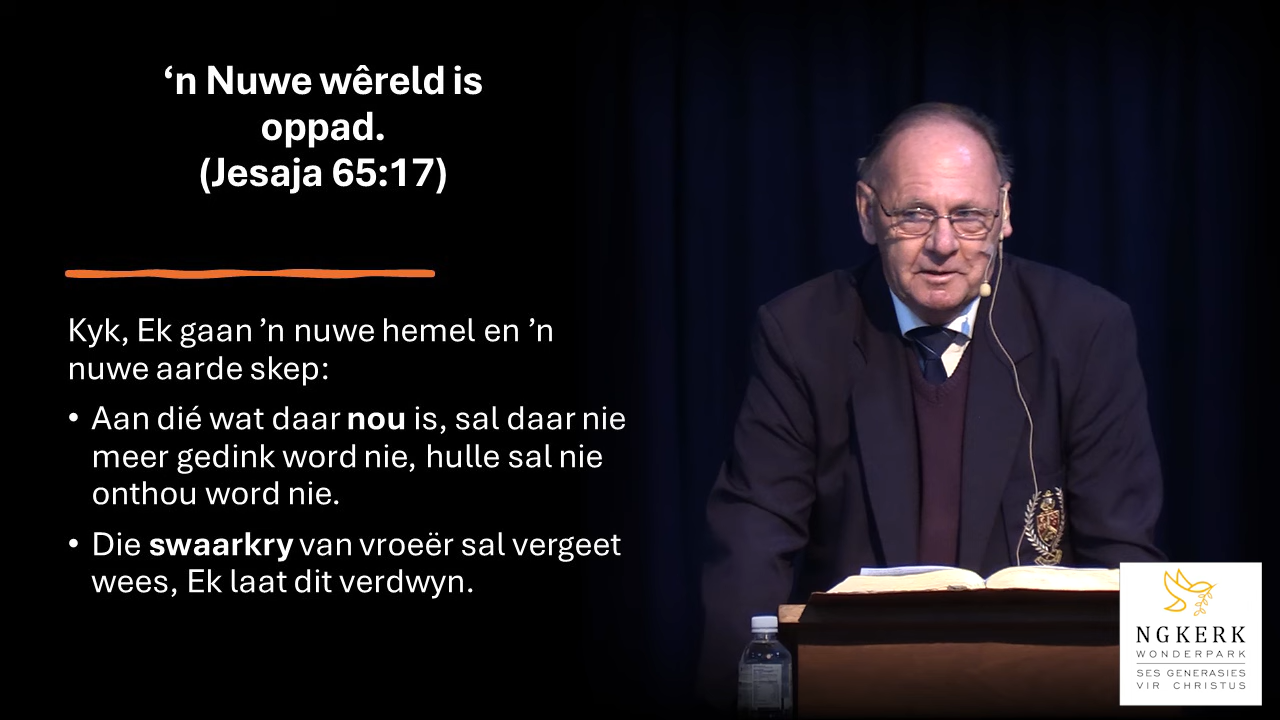 ‘n Nuwe wêreld is
oppad.
(Jesaja 65:17)
Kyk, Ek gaan ’n nuwe hemel en ’n
nuwe aarde skep:
• Aan dié wat daar nou is, sal daar nie
meer gedink word nie, hulle sal nie
onthou word nie.
• Die swaarkry van vroeër sal vergeet
wees, Ek laat dit verdwyn.
NGKERK
WONDERPARK
SES GENERASIES
VIR CHRISTUS